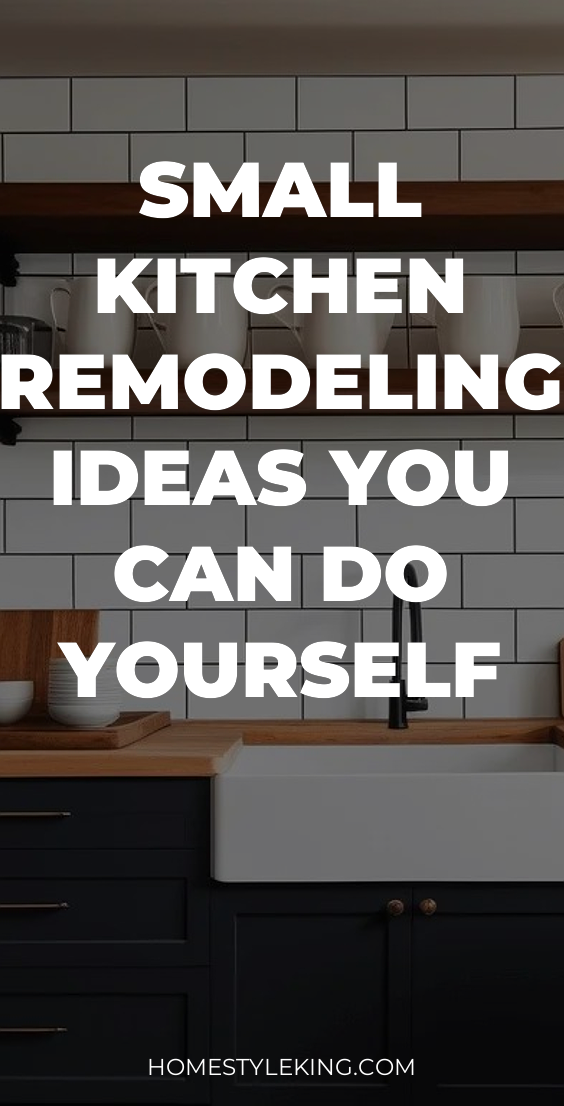 SMALL
KITCHEN
REMODELING
IDEAS YOU
CAN DO
YOURSELF
HOMESTYLEKING.COM